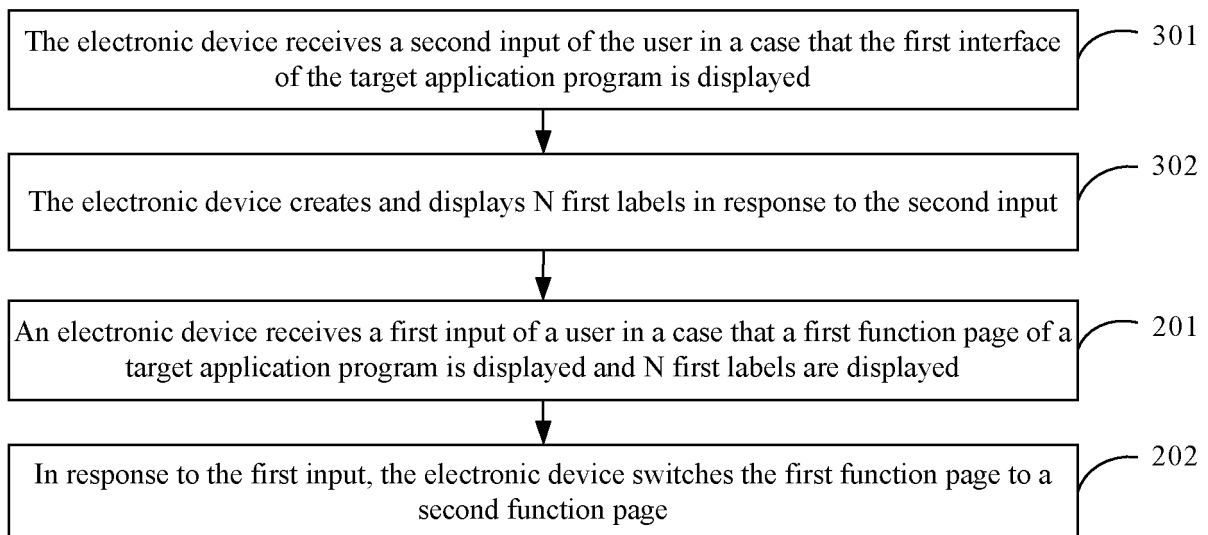 The electronic device receives a second input of the user in a case that the first interface
of the target application program is displayed
301
The electronic device creates and displays N first labels in response to the second input
302
An electronic device receives a first input of a user in a case that a first function page of a
target application program is displayed and N first labels are displayed
201
In response to the first input, the electronic device switches the first function page to a
second function page
202